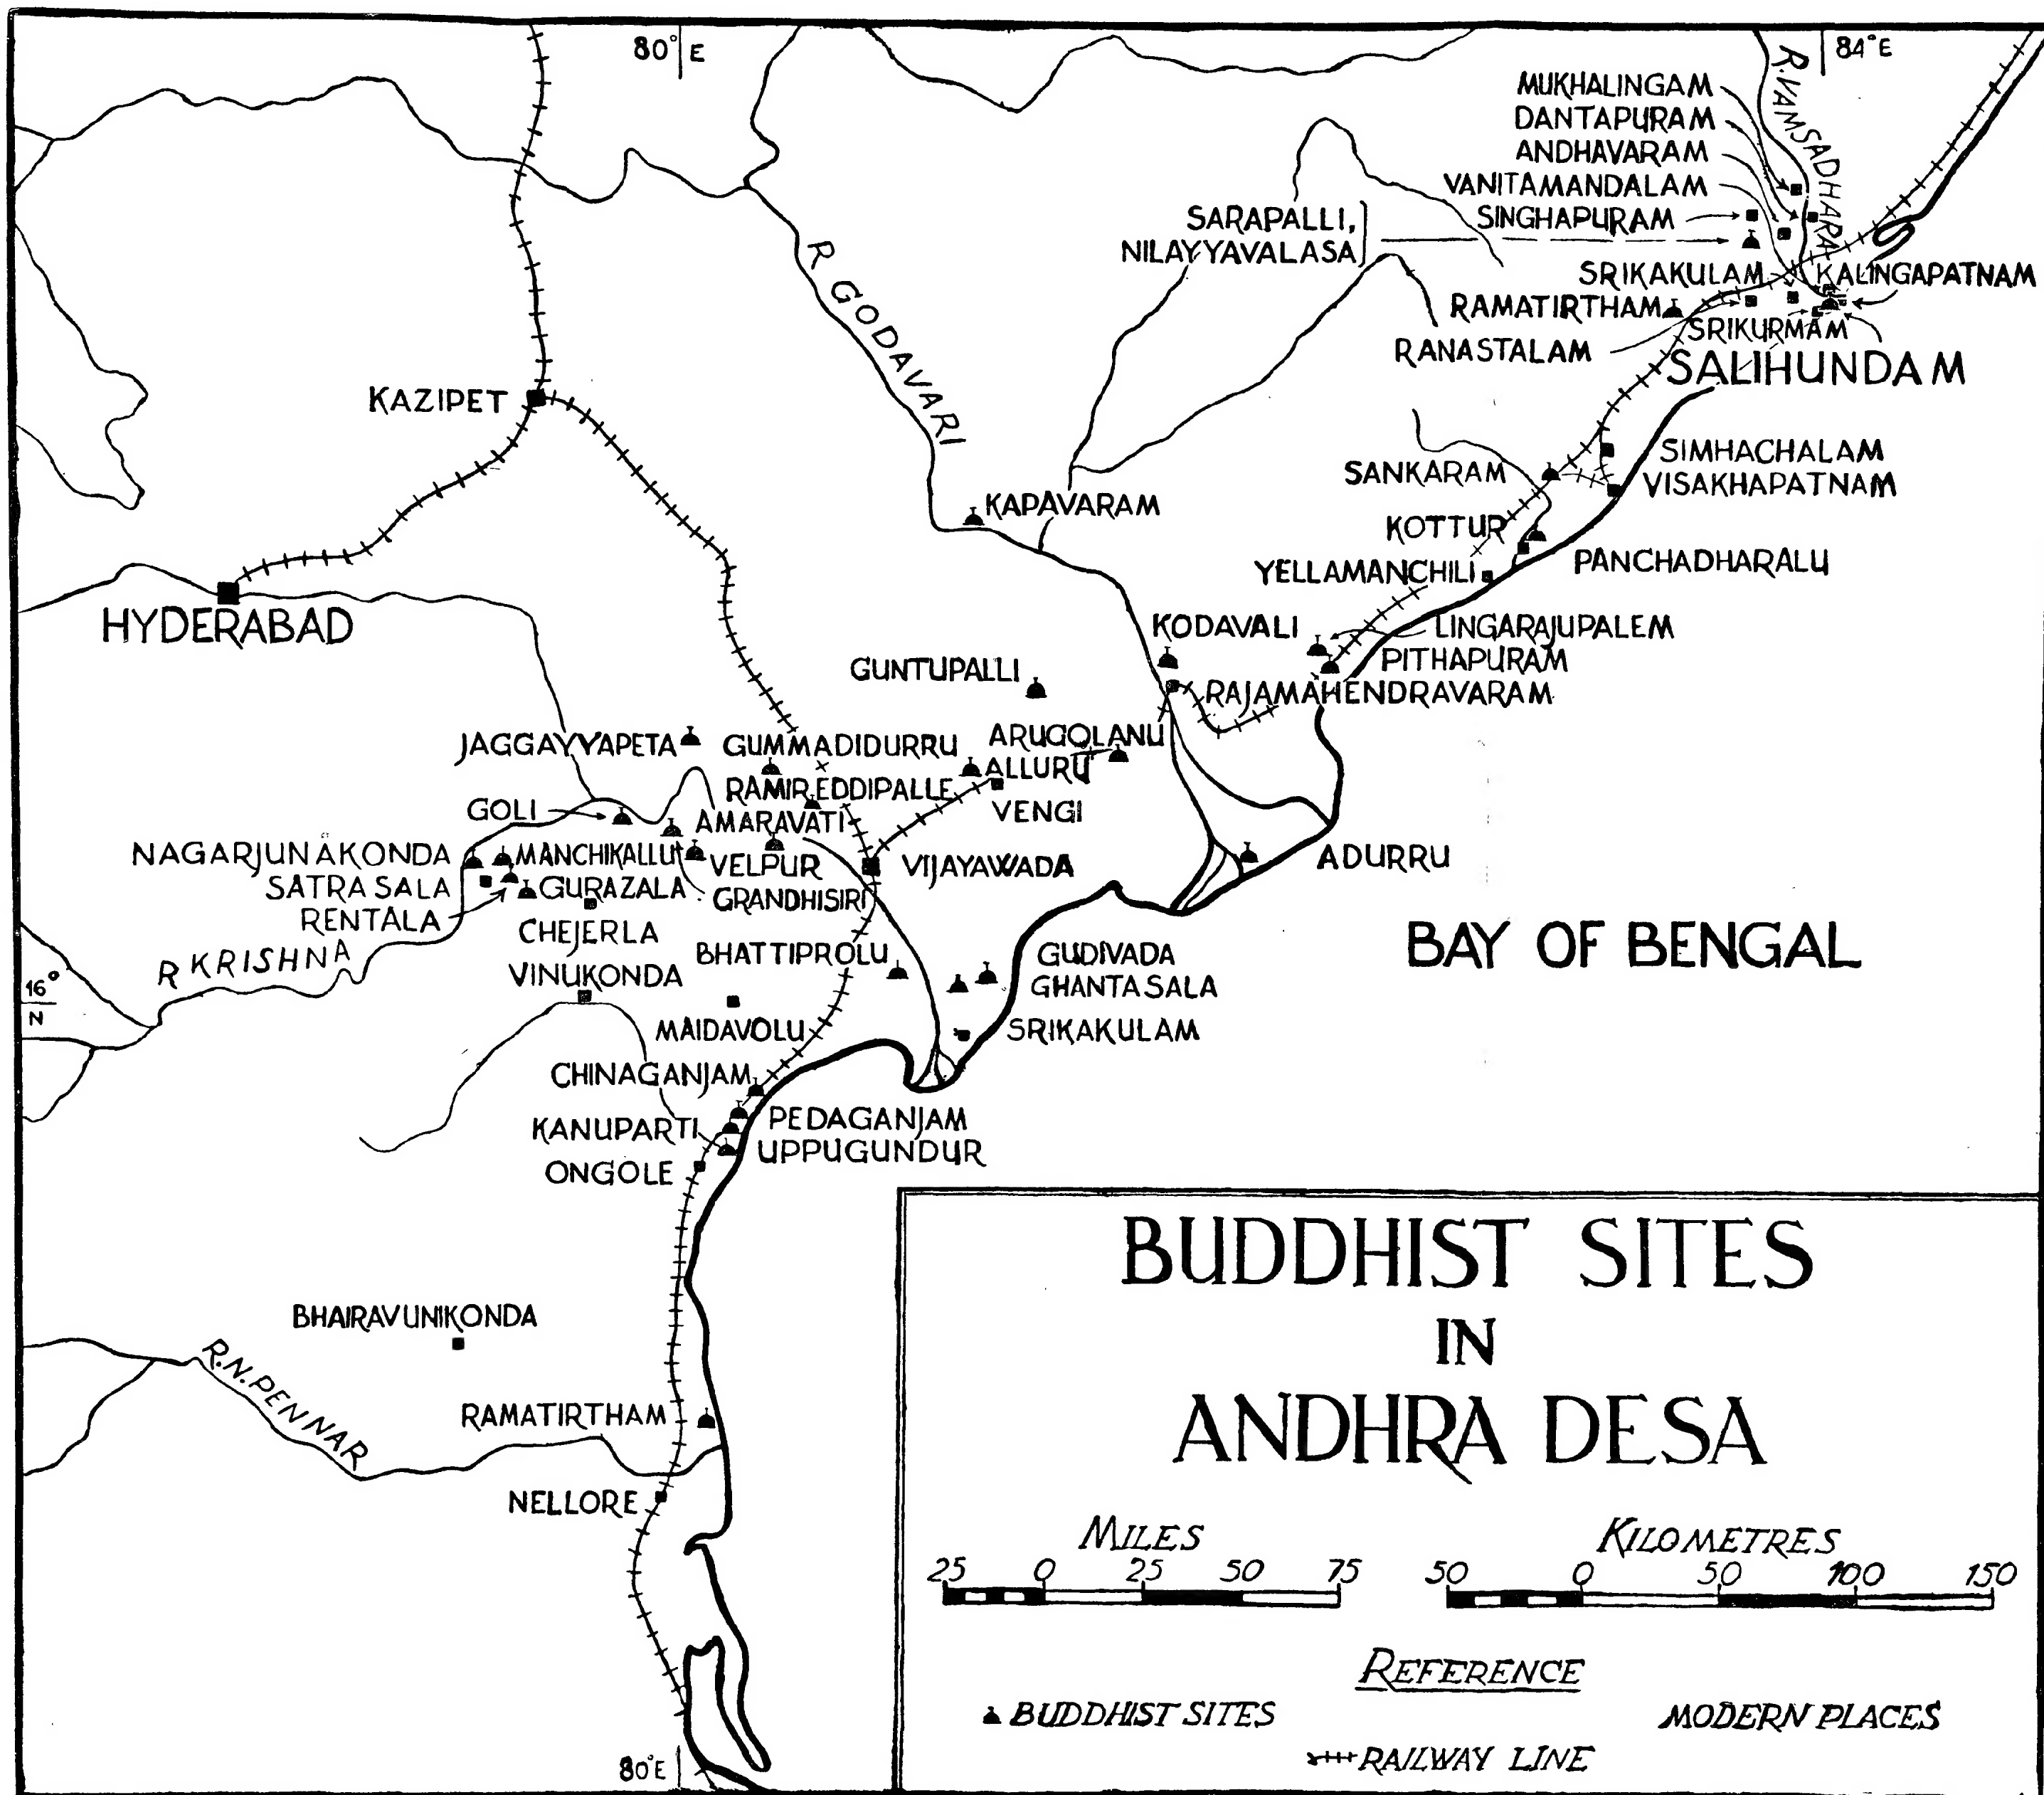 80° E
84° E
R. VAMSADHARA
MUKHALINGAM
DANTAPURAM
ANDHAVARAM
VANITAMANDALAM
SINGHAPURAM
SARAPALLI,
NILAYYAVALASA
SRIKAKULAM
KALINGAPATNAM
RAMATIRTHAM
SRIKURMAM
RANASTALAM
SALIHUNDAM
R GODAVARI
KAZIPET
SIMHACHALAM
SANKARAM
VISAKHAPATNAM
KAPAVARAM
KOTTUR
PANCHADHARALU
YELLAMANCHILI
HYDERABAD
KODAVALI
LINGARAJUPALEM
PITHAPURAM
GUNTUPALLI
RAJAMAHENDRAVARAM
JAGGAYYAPETA
GUMMADIDURRU
ARUGOLANU
ALLURU
RAMIREDDIPALLE
VENGI
GOLI
AMARAVATI
NAGARJUNAKONDA
MANCHIKALLU
VELPUR
VIJAYAWADA
ADURRU
SATRASALA
GURAZALA
GRANDHISIRI
RENTALA
CHEJERLA
R KRISHNA
BHATTIPROLU
GUDIVADA
BAY OF BENGAL
VINUKONDA
GHANTASALA
16°
N
MAIDAVOLU
SRIKAKULAM
CHINAGANJAM
PEDAGANJAM
KANUPARTI
UPPUGUNDUR
ONGOLE
BHAIRAVUNIKONDA
R.N.PENNAR
RAMATIRTHAM
NELLORE
80° E
BUDDHIST SITES
IN
ANDHRA DESA
MILES
25 0 25 50 75
KILOMETRES
50 0 50 100 150
REFERENCE
BUDDHIST SITES
MODERN PLACES
RAILWAY LINE